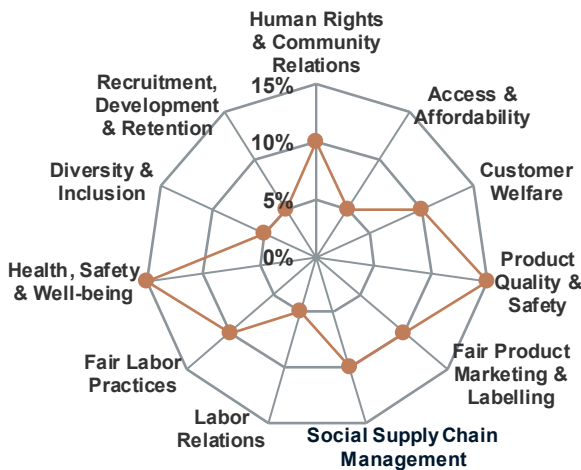 Human Rights
& Community
Relations
15%
10%
5%
0%
Access &
Affordability
Customer
Welfare
Product
Quality &
Safety
Fair Product
Marketing &
Labelling
Social Supply Chain
Management
Labor
Relations
Fair Labor
Practices
Health, Safety
& Well-being
Diversity &
Inclusion
Recruitment,
Development
& Retention